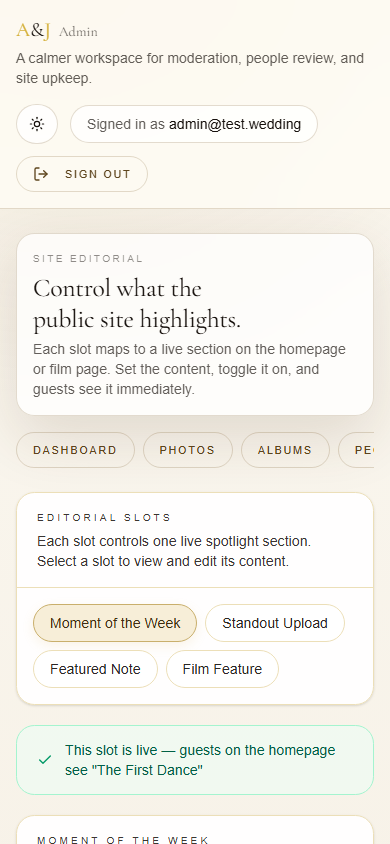 A&J Admin
A calmer workspace for moderation, people review, and
site upkeep.
Signed in as admin@test.wedding
SIGN OUT
SITE EDITORIAL
Control what the
public site highlights.
Each slot maps to a live section on the homepage
or film page. Set the content, toggle it on, and
guests see it immediately.
DASHBOARD PHOTOS ALBUMS
EDITORIAL SLOTS
Each slot controls one live spotlight section.
Select a slot to view and edit its content.
Moment of the Week Standout Upload
Featured Note Film Feature
This slot is live — guests on the homepage
see "The First Dance"
MOMENT OF THE WEEK